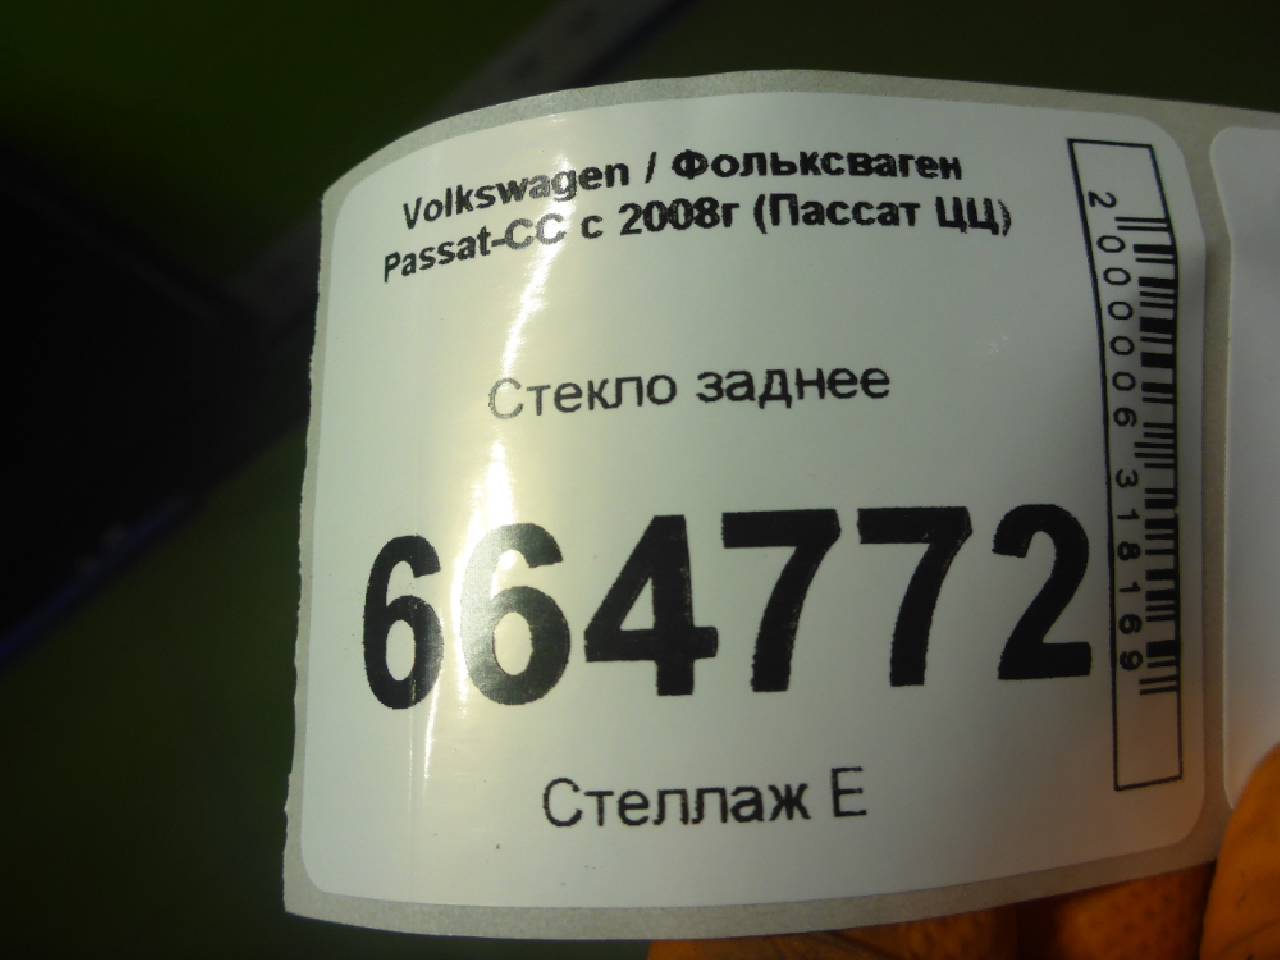 Volkswagen / Фольксваген
Passat-CC с 2008г (Пассат ЦЦ)
Стекло заднее
664772
Стеллаж Е
2000006318169